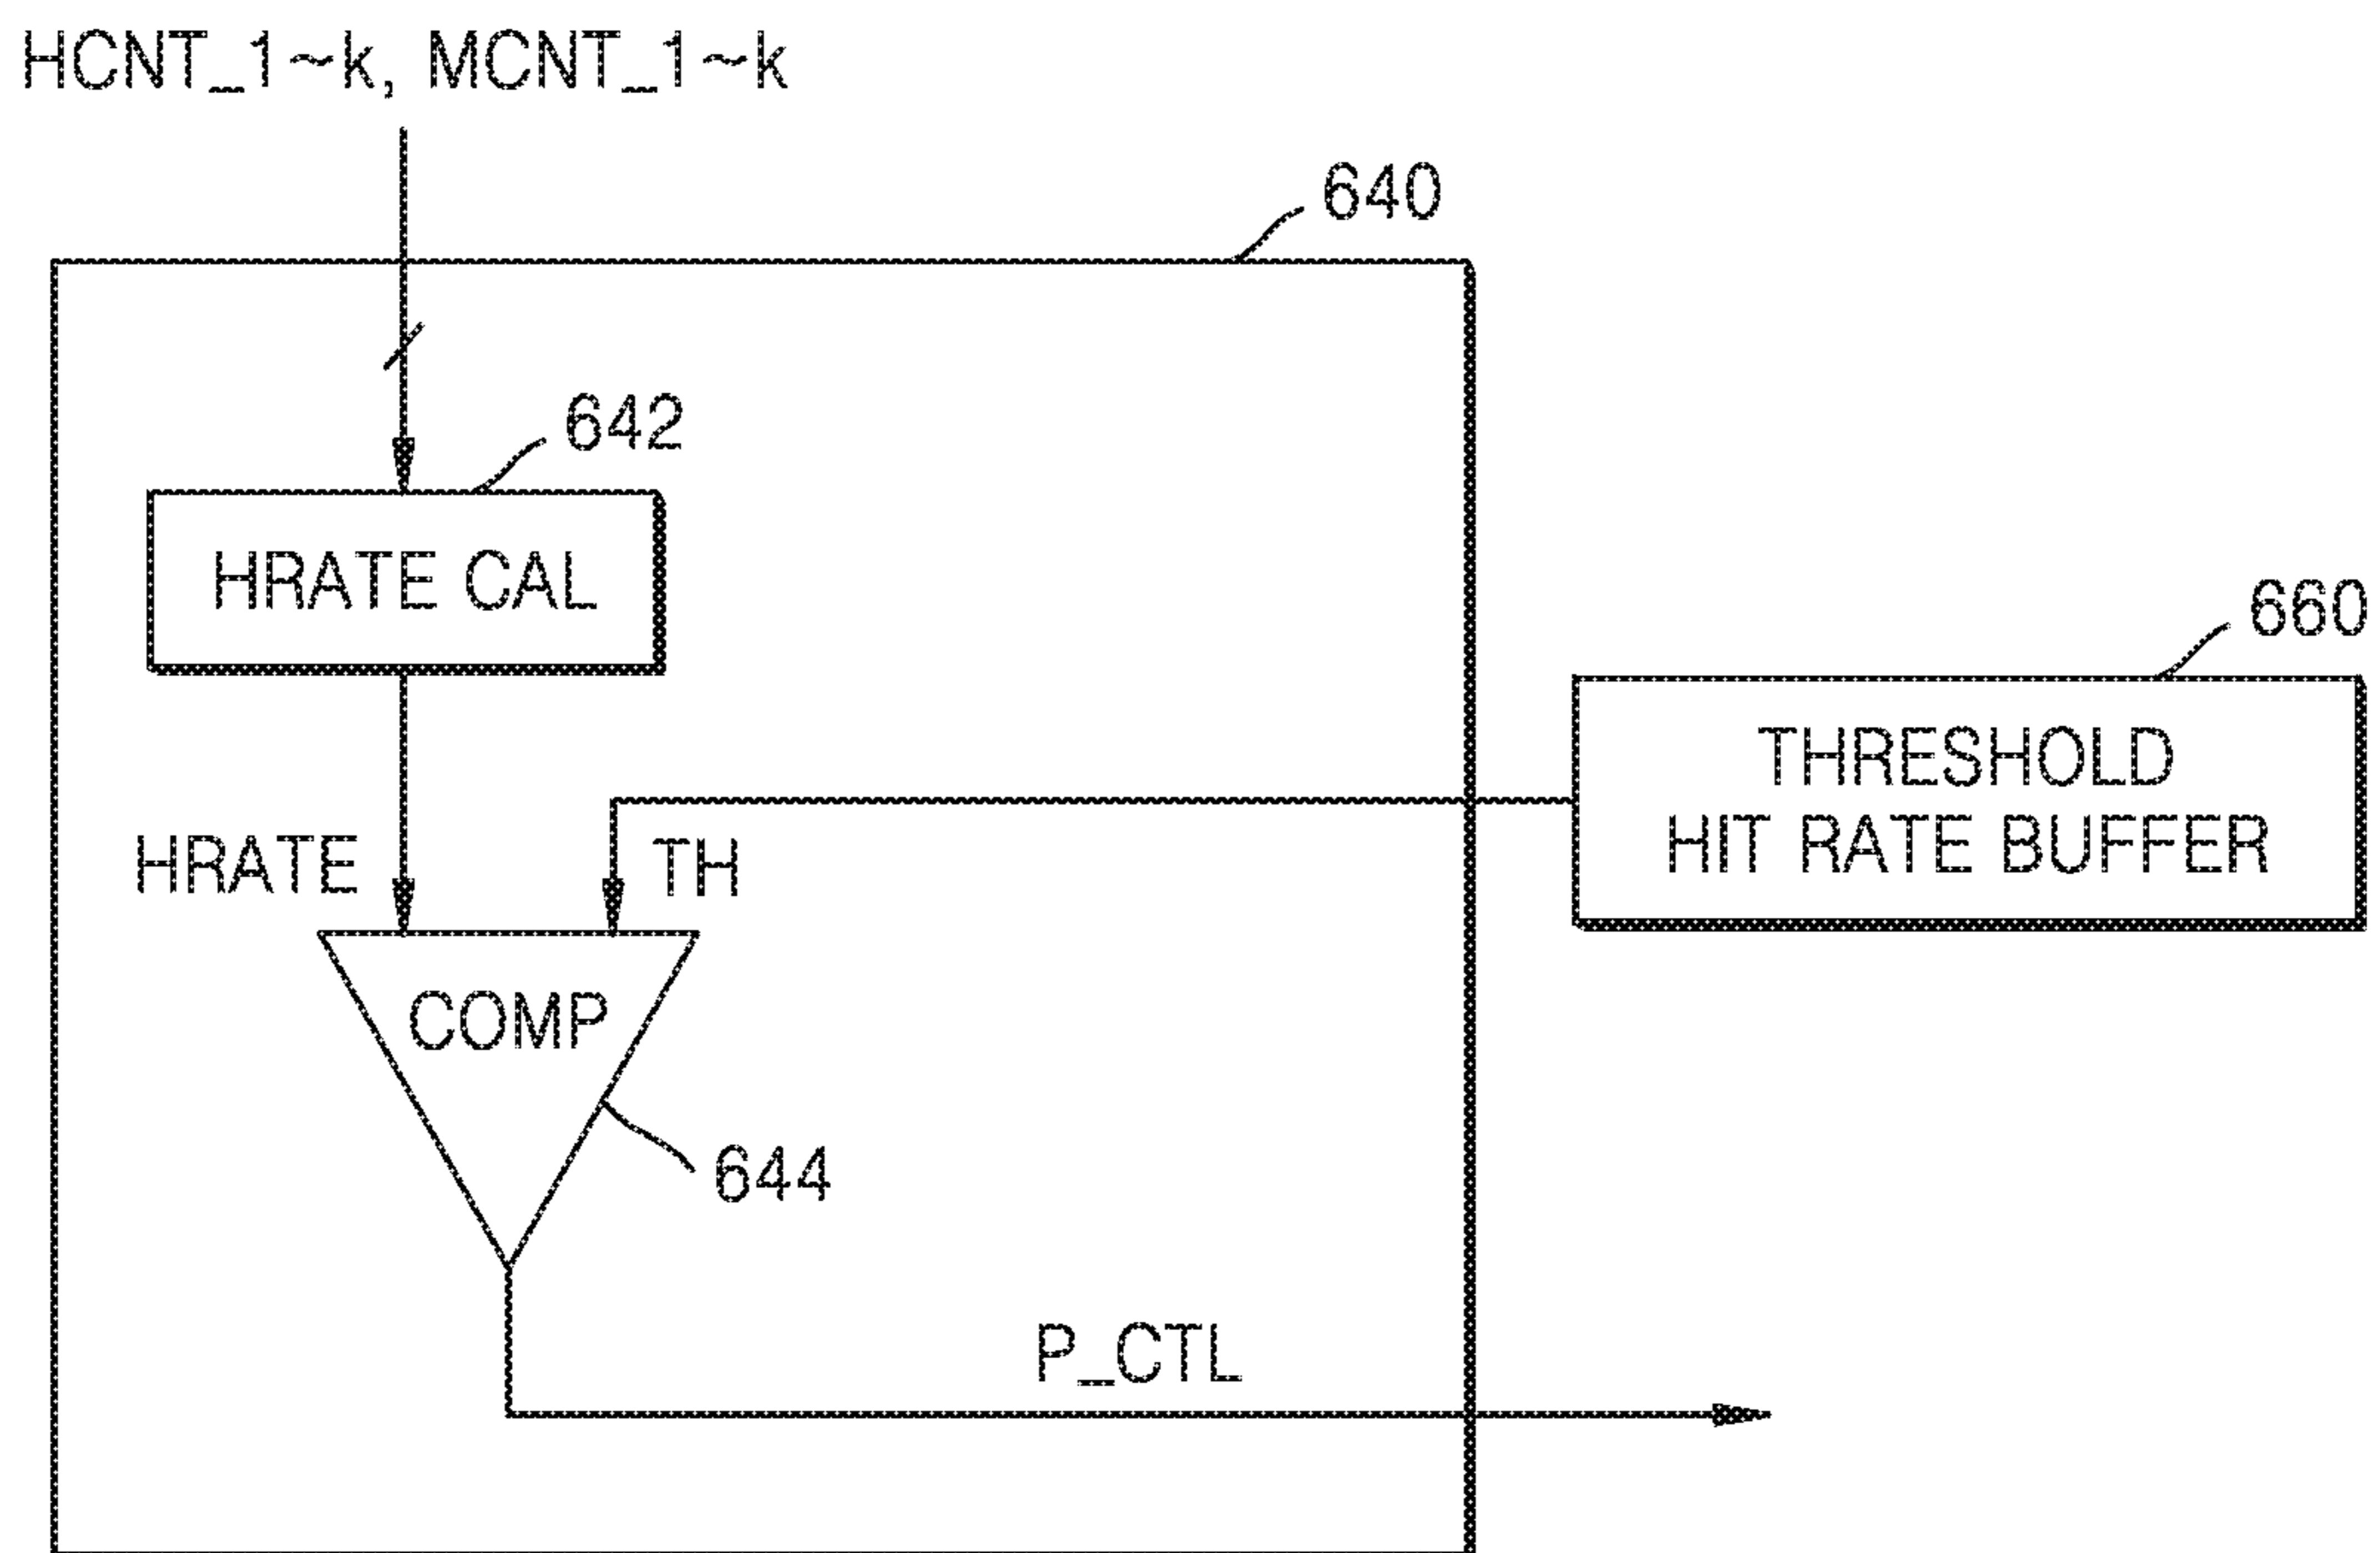 HCNT_1~k, MCNT_1~k
640
642
HRATE CAL
660
THRESHOLD
HIT RATE BUFFER
HRATE
TH
COMP
644
P_CTL